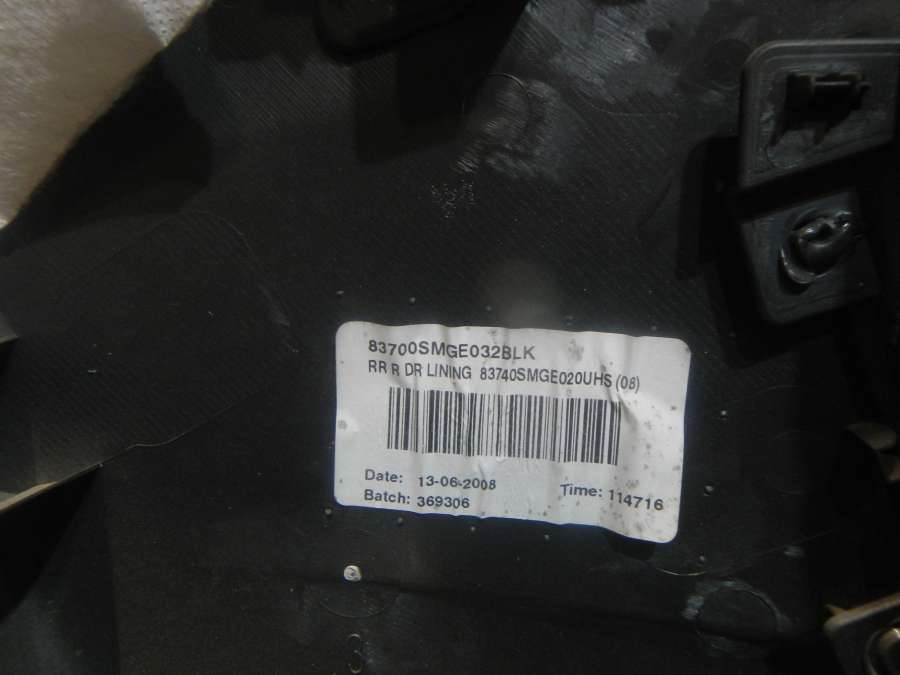 83700SMGE032BLK
RR R DR LINING 83740SMGE020UHS (08)
Date: 13-06-2008
Time: 114716
Batch: 369306